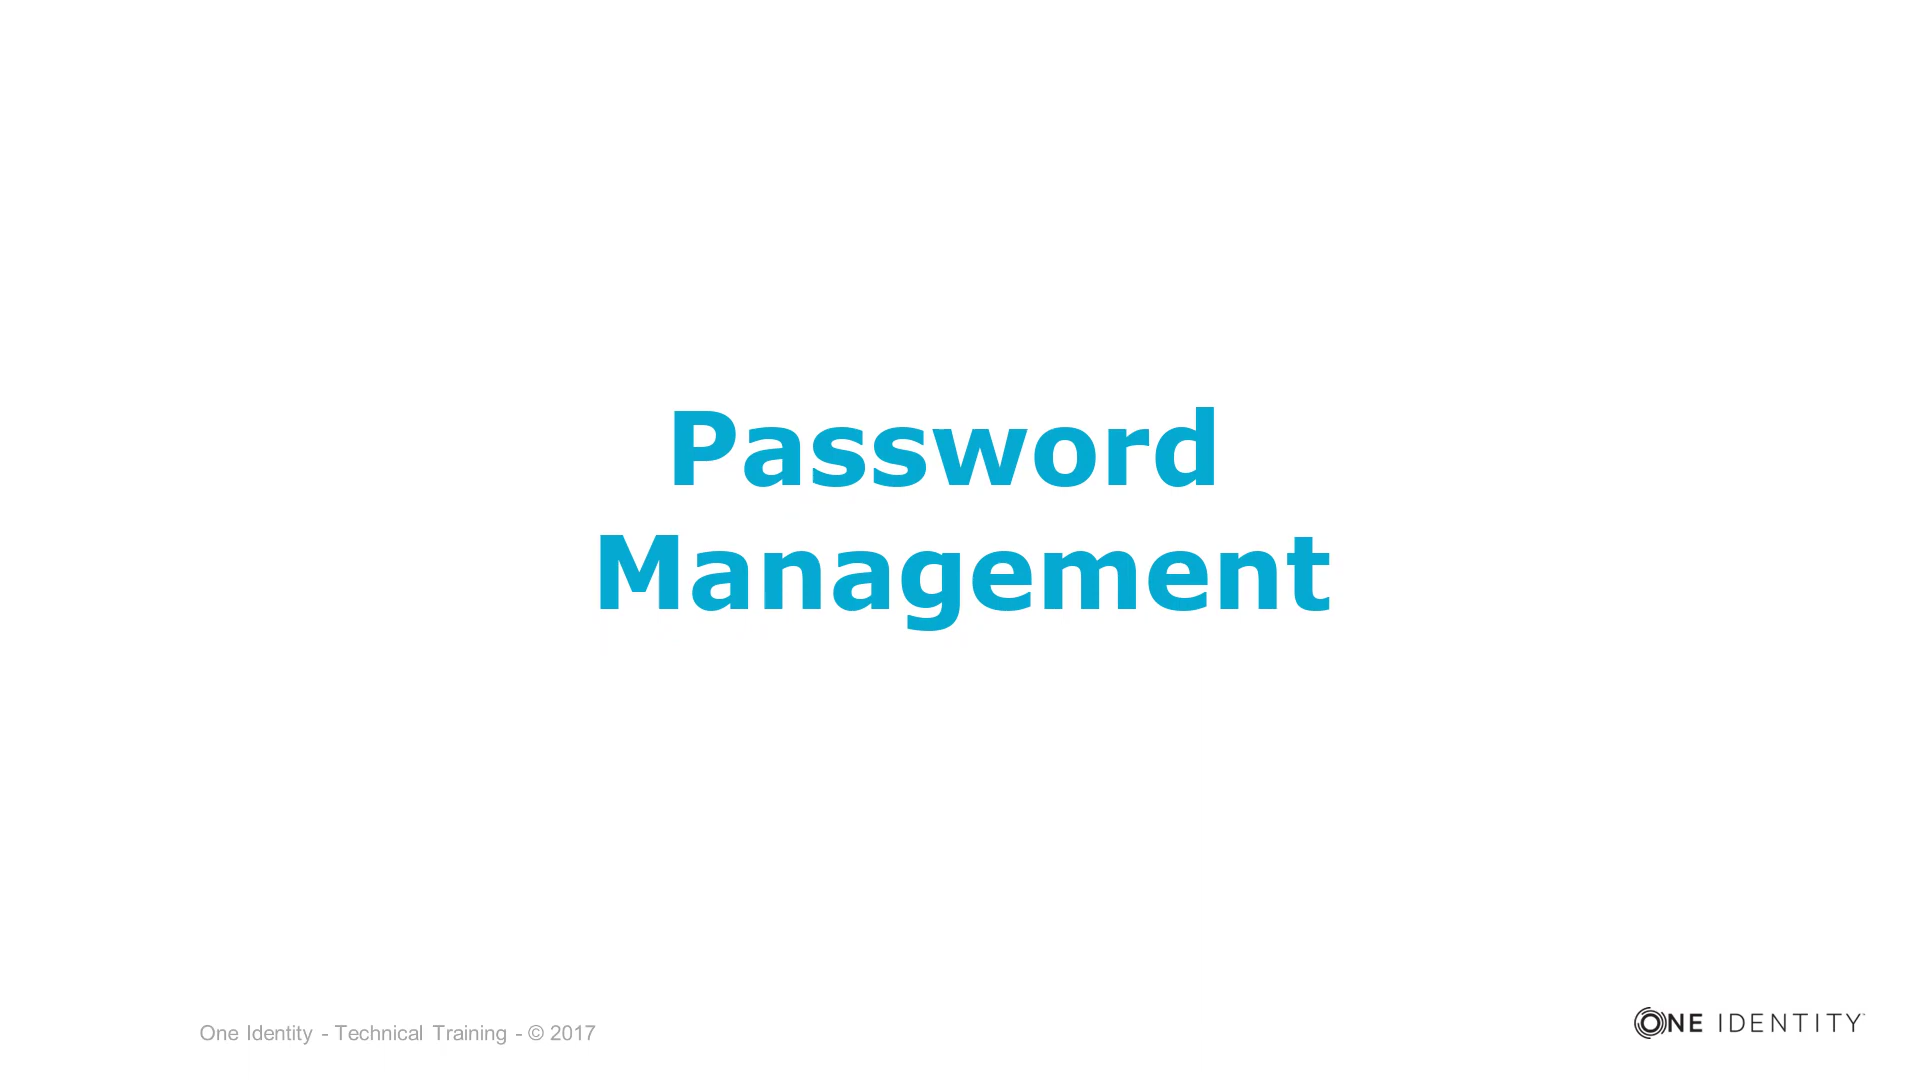 Password
Management
One Identity - Technical Training - © 2017
ONE IDENTITY